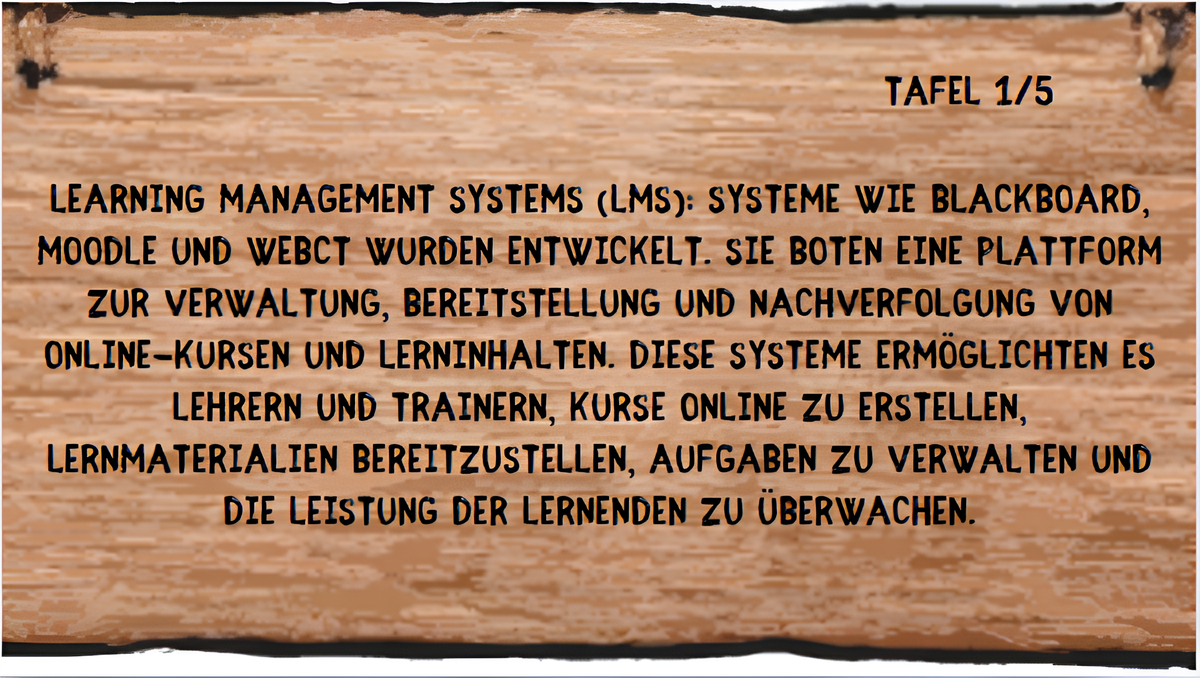 TAFEL 1/5
LEARNING MANAGEMENT SYSTEMS (LMS): SYSTEME WIE BLACKBOARD,
MOODLE UND WEBCT WURDEN ENTWICKELT. SIE BOTEN EINE PLATTFORM
ZUR VERWALTUNG, BEREITSTELLUNG UND NACHVERFOLGUNG VON
ONLINE-KURSEN UND LERNINHALTEN. DIESE SYSTEME ERMÖGLICHTEN ES
LEHRERN UND TRAINERN, KURSE ONLINE ZU ERSTELLEN,
LERNMATERIALIEN BEREITZUSTELLEN, AUFGABEN ZU VERWALTEN UND
DIE LEISTUNG DER LERNENDEN ZU ÜBERWACHEN.